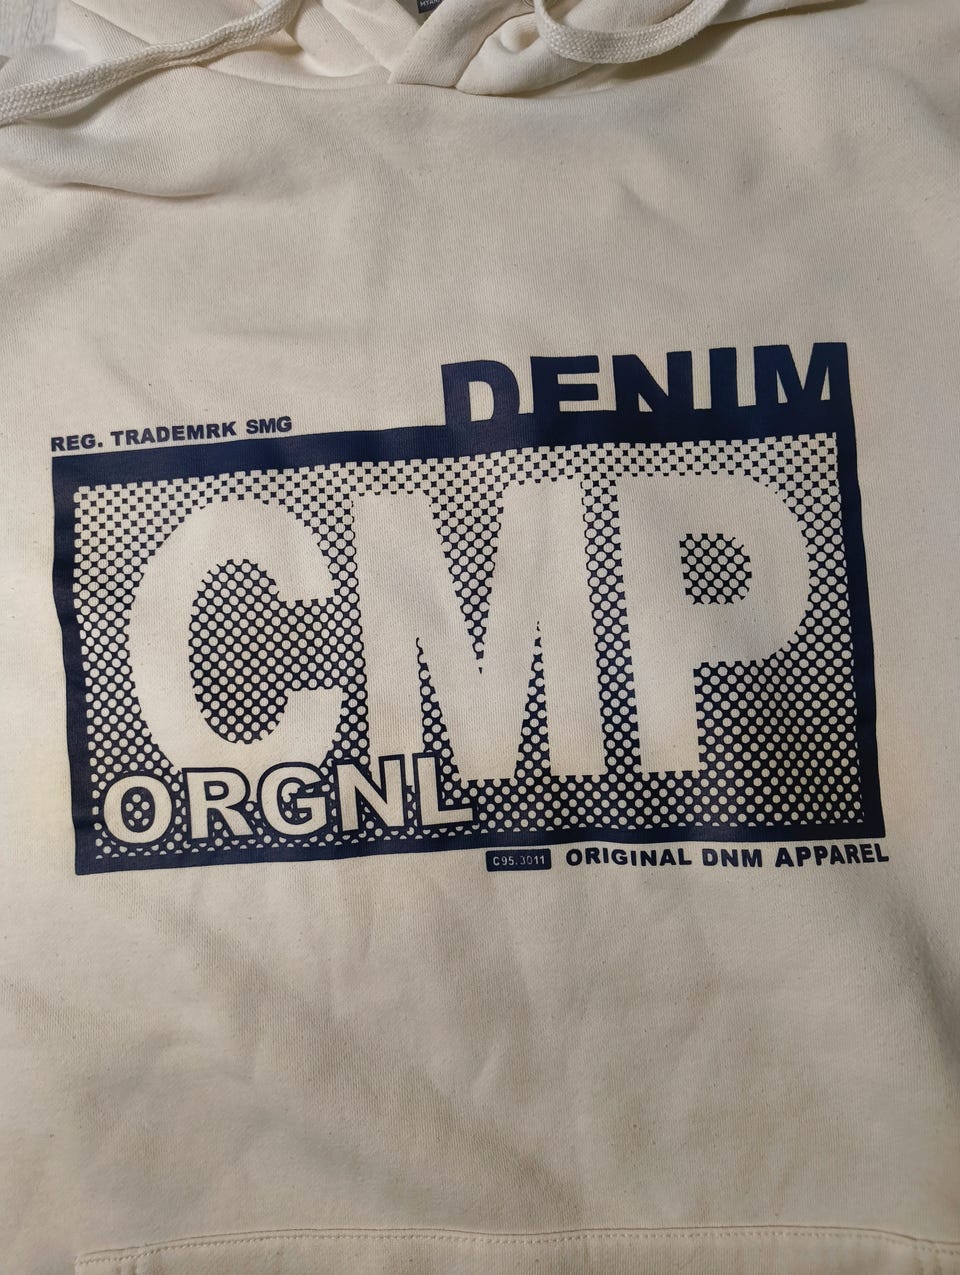 DENIM
REG. TRADEMRK SMG
CMP
ORGNL
C95.3011 ORIGINAL DNM APPAREL